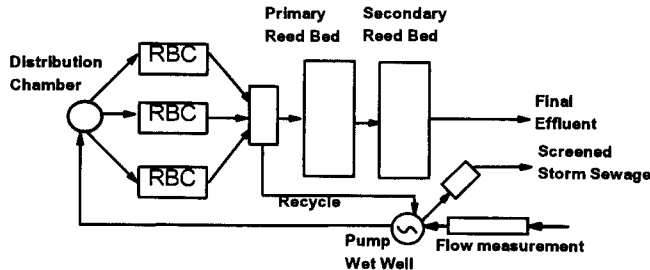 Primary
Reed Bed
Secondary
Reed Bed
Distribution
Chamber
RBC
RBC
RBC
Final
Effluent
Screened
Storm Sewage
Recycle
Pump
Wet Well
Flow measurement